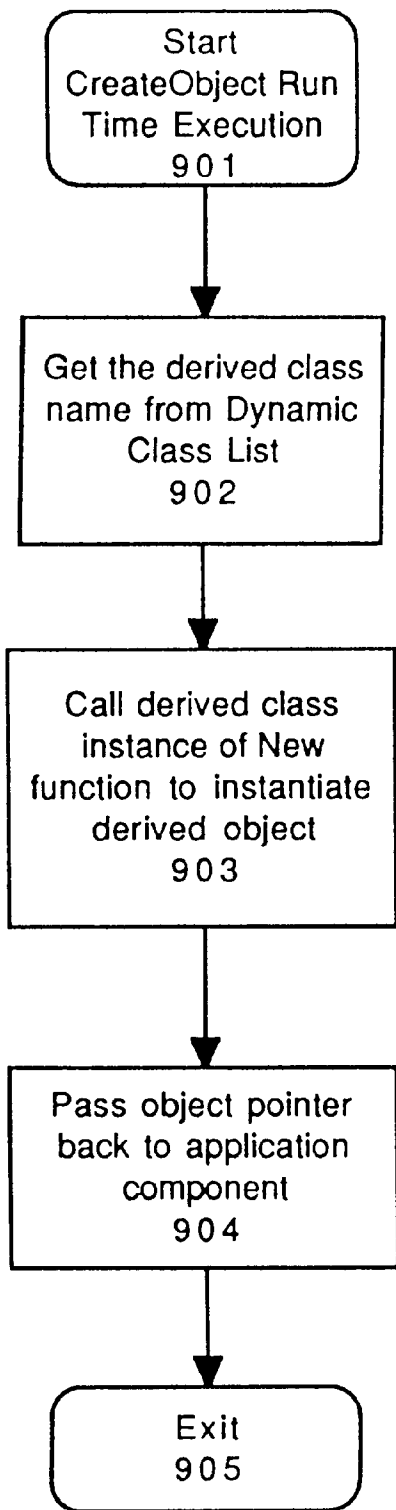 Start
CreateObject Run
Time Execution
901
Get the derived class
name from Dynamic
Class List
902
Call derived class
instance of New
function to instantiate
derived object
903
Pass object pointer
back to application
component
904
Exit
905